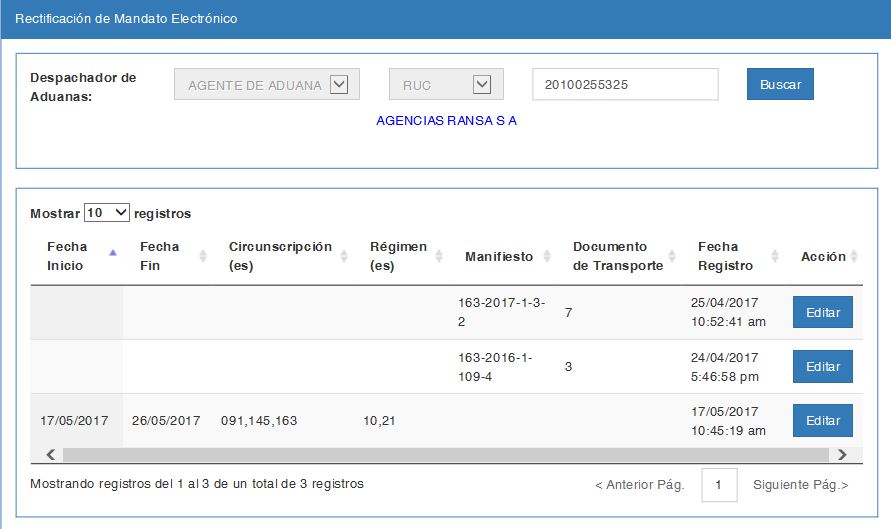 Rectificación de Mandato Electrónico
Despachador de
Aduanas:
AGENTE DE ADUANA
RUC
20100255325
Buscar
AGENCIAS RANSA S A
Mostrar 10 registros
Fecha
Inicio
Fecha
Fin
Circunscripción
(es)
Régimen
(es)
Manifiesto
Documento
de Transporte
Fecha
Registro
Acción
163-2017-1-3-
2
7
25/04/2017
10:52:41 am
Editar
163-2016-1-
109-4
3
24/04/2017
5:46:58 pm
Editar
17/05/2017
26/05/2017
091,145,163
10,21
17/05/2017
10:45:19 am
Editar
Mostrando registros del 1 al 3 de un total de 3 registros
< Anterior Pág.
1
Siguiente Pág.>